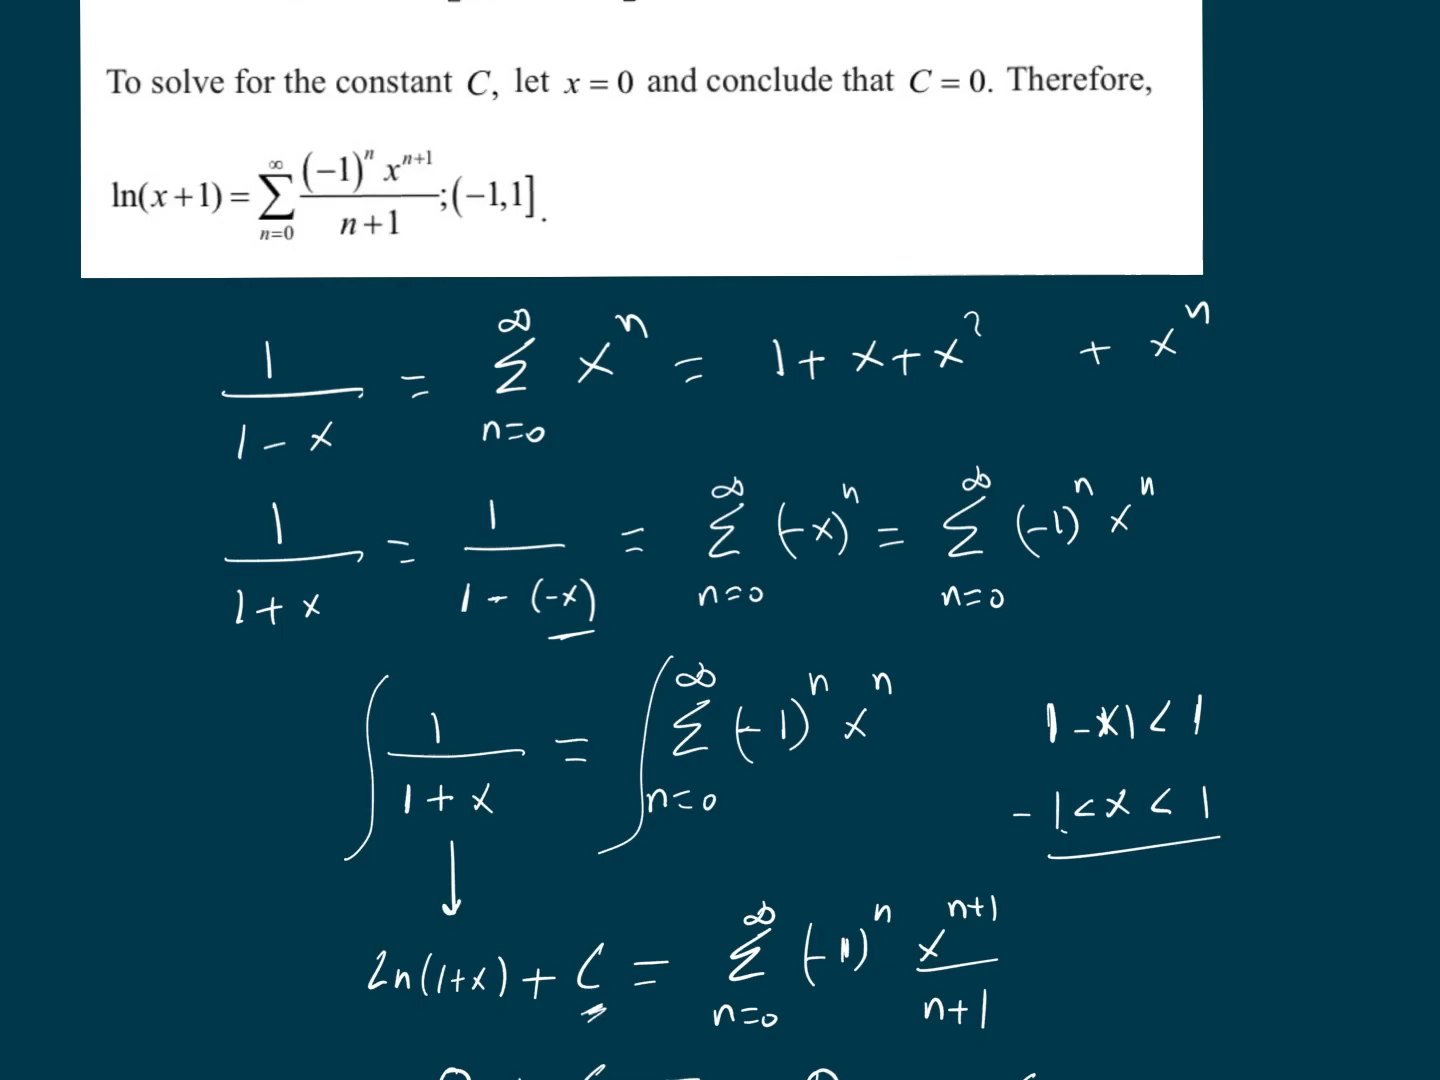 To solve for the constant C, let x = 0 and conclude that C = 0. Therefore,
ln(x+1) = ∑_{n=0}^{∞} (−1)^n x^{n+1} / (n+1) ; (−1,1].
1/(1 − x) = ∑_{n=0}^{∞} x^n = 1 + x + x^2 + x^n
1/(1 + x) = 1/(1 − (−x)) = ∑_{n=0}^{∞} (−x)^n = ∑_{n=0}^{∞} (−1)^n x^n
∫ 1/(1 + x) = ∫ ∑_{n=0}^{∞} (−1)^n x^n
|−x| < 1
−1 < x < 1
Ln(1+x) + C = ∑_{n=0}^{∞} (−1)^n x^{n+1} / (n+1)